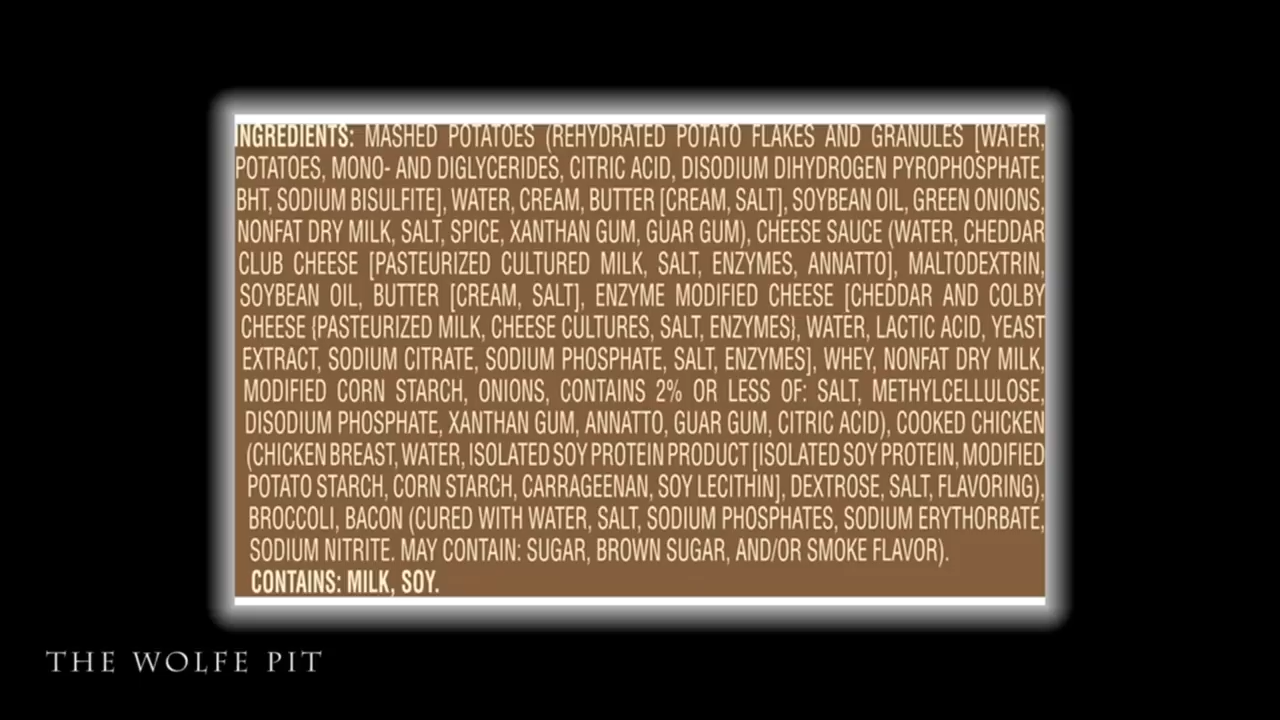 INGREDIENTS: MASHED POTATOES (REHYDRATED POTATO FLAKES AND GRANULES [WATER,
POTATOES, MONO- AND DIGLYCERIDES, CITRIC ACID, DISODIUM DIHYDROGEN PYROPHOSPHATE,
BHT, SODIUM BISULFITE], WATER, CREAM, BUTTER [CREAM, SALT], SOYBEAN OIL, GREEN ONIONS,
NONFAT DRY MILK, SALT, SPICE, XANTHAN GUM, GUAR GUM), CHEESE SAUCE (WATER, CHEDDAR
CLUB CHEESE [PASTEURIZED CULTURED MILK, SALT, ENZYMES, ANNATTO], MALTODEXTRIN,
SOYBEAN OIL, BUTTER [CREAM, SALT], ENZYME MODIFIED CHEESE [CHEDDAR AND COLBY
CHEESE {PASTEURIZED MILK, CHEESE CULTURES, SALT, ENZYMES}, WATER, LACTIC ACID, YEAST
EXTRACT, SODIUM CITRATE, SODIUM PHOSPHATE, SALT, ENZYMES], WHEY, NONFAT DRY MILK,
MODIFIED CORN STARCH, ONIONS, CONTAINS 2% OR LESS OF: SALT, METHYLCELLULOSE,
DISODIUM PHOSPHATE, XANTHAN GUM, ANNATTO, GUAR GUM, CITRIC ACID), COOKED CHICKEN
(CHICKEN BREAST, WATER, ISOLATED SOY PROTEIN PRODUCT [ISOLATED SOY PROTEIN, MODIFIED
POTATO STARCH, CORN STARCH, CARRAGEENAN, SOY LECITHIN], DEXTROSE, SALT, FLAVORING),
BROCCOLI, BACON (CURED WITH WATER, SALT, SODIUM PHOSPHATES, SODIUM ERYTHORBATE,
SODIUM NITRITE. MAY CONTAIN: SUGAR, BROWN SUGAR, AND/OR SMOKE FLAVOR).
CONTAINS: MILK, SOY.
THE WOLFE PIT